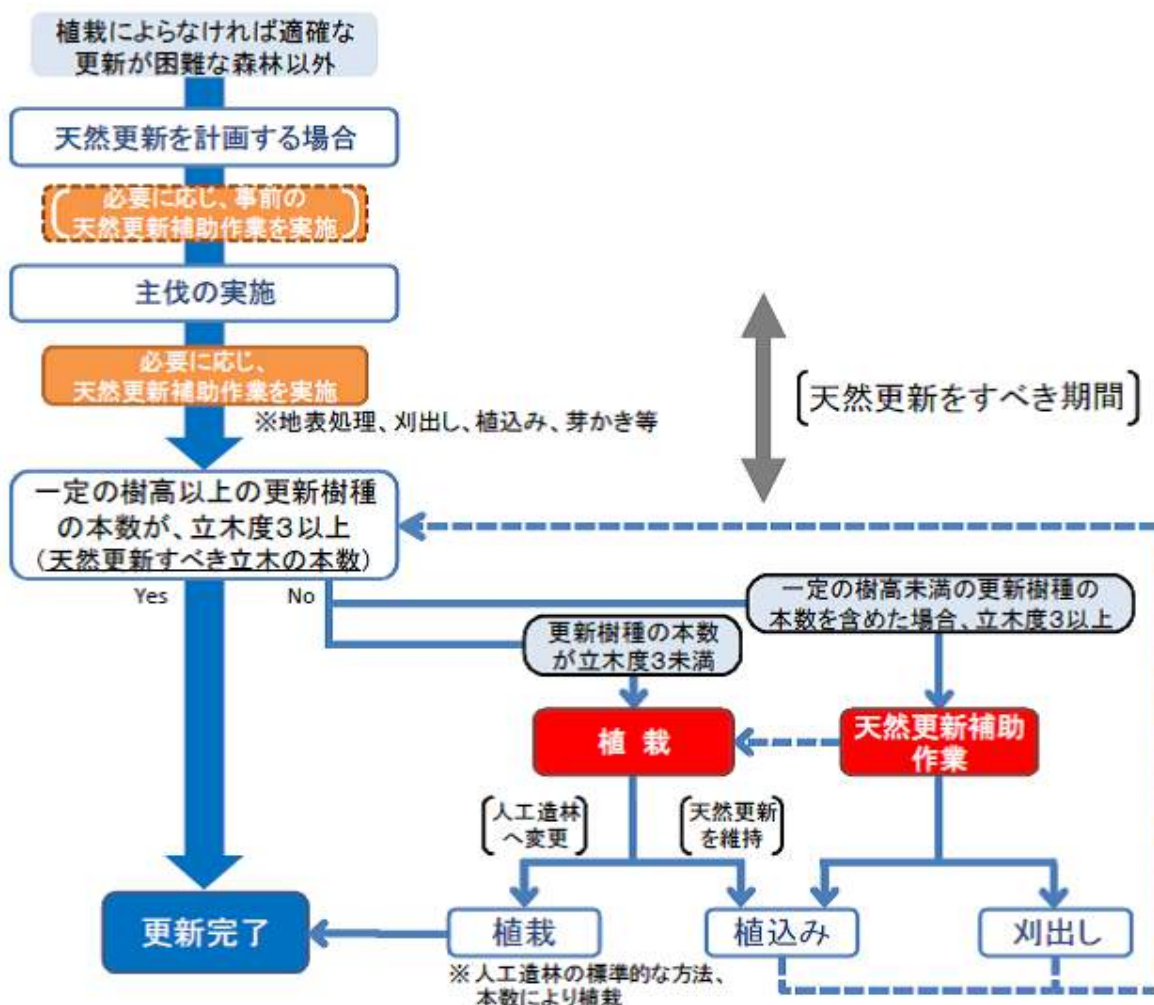 植栽によらなければ適確な
更新が困難な森林以外
天然更新を計画する場合
必要に応じ、事前の
天然更新補助作業を実施
主伐の実施
必要に応じ、
天然更新補助作業を実施
※地表処理、刈出し、植込み、芽かき等
天然更新をすべき期間
一定の樹高以上の更新樹種
の本数が、立木度3以上
(天然更新すべき立木の本数)
Yes
No
一定の樹高未満の更新樹種の
本数を含めた場合、立木度3以上
更新樹種の本数
が立木度3未満
植栽
天然更新補助
作業
人工造林
へ変更
天然更新
を維持
更新完了
植栽
植込み
刈出し
※人工造林の標準的な方法、
本数により植栽